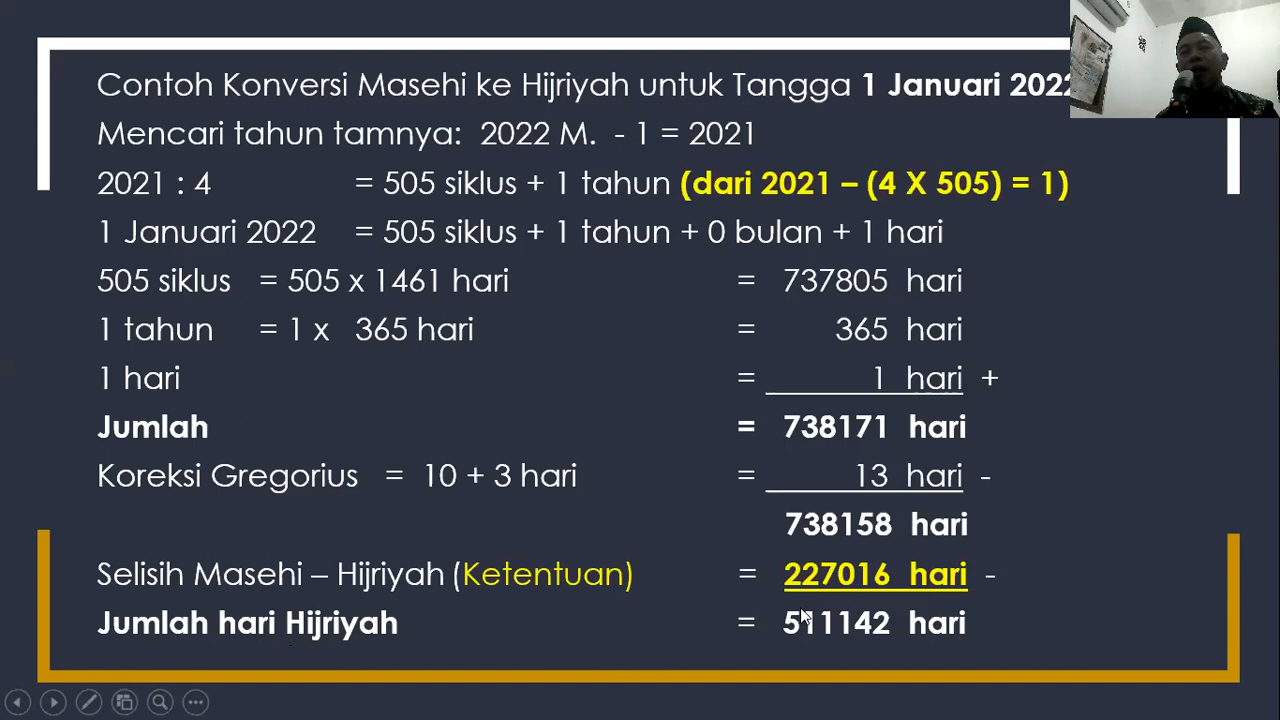 Contoh Konversi Masehi ke Hijriyah untuk Tangga 1 Januari 2022
Mencari tahun tamnya: 2022 M. - 1 = 2021
2021 : 4 = 505 siklus + 1 tahun (dari 2021 – (4 X 505) = 1)
1 Januari 2022 = 505 siklus + 1 tahun + 0 bulan + 1 hari
505 siklus = 505 x 1461 hari = 737805 hari
1 tahun = 1 x 365 hari = 365 hari
1 hari = 1 hari +
Jumlah = 738171 hari
Koreksi Gregorius = 10 + 3 hari = 13 hari -
738158 hari
Selisih Masehi – Hijriyah (Ketentuan) = 227016 hari -
Jumlah hari Hijriyah = 511142 hari